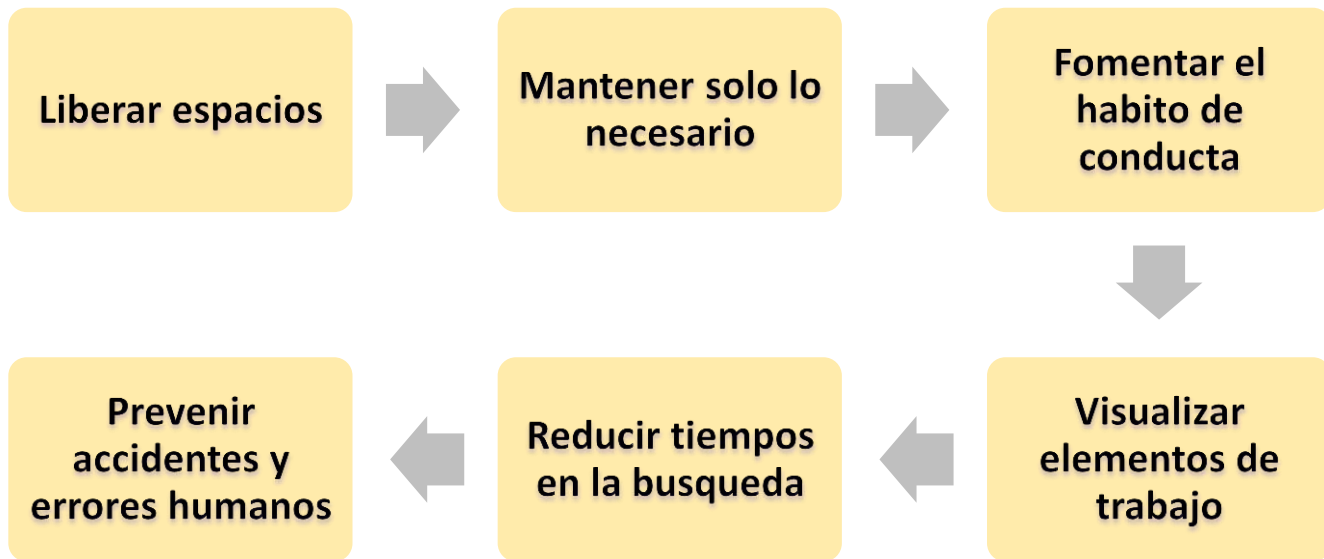 Liberar espacios
Mantener solo lo
necesario
Fomentar el
habito de
conducta
Visualizar
elementos de
trabajo
Reducir tiempos
en la busqueda
Prevenir
accidentes y
errores humanos